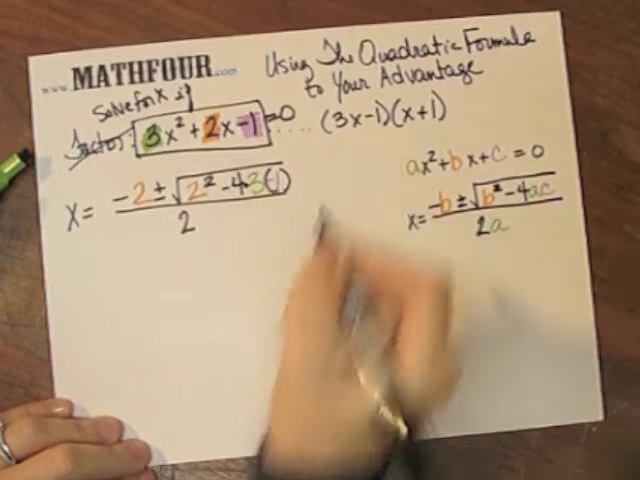 www.MATHFOUR.com
Using The Quadratic Formula
to Your Advantage
Solve for x if
Factor: 3x² + 2x -1 = 0 .... (3x-1)(x+1)
ax² + bx + c = 0
x = -2 ± √2² - 4·3(-1)
2
x = -b ± √b² - 4ac
2a